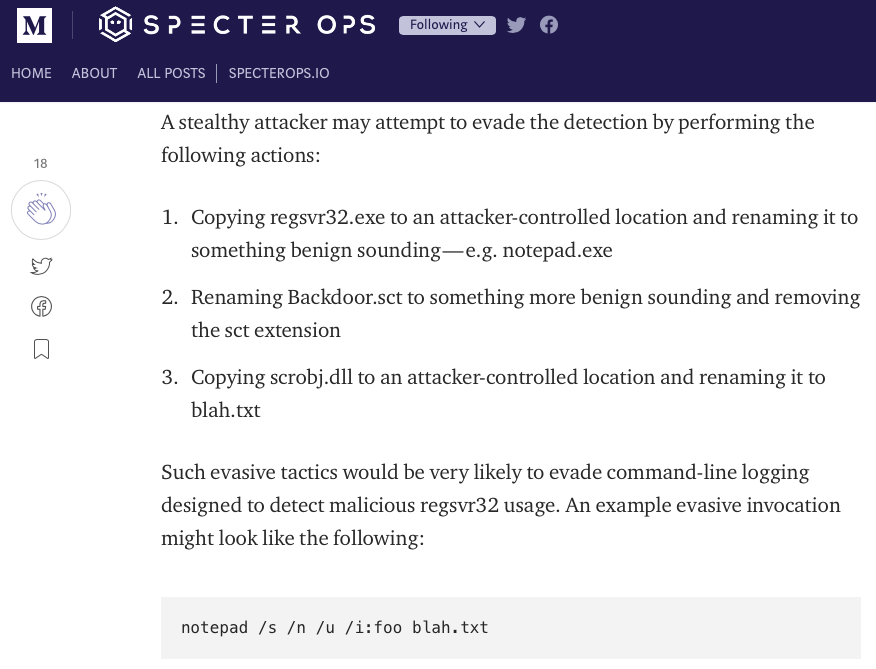 M
SPECTER OPS
Following
HOME ABOUT ALL POSTS SPECTEROPS.IO
A stealthy attacker may attempt to evade the detection by performing the
following actions:
18
1. Copying regsvr32.exe to an attacker-controlled location and renaming it to
something benign sounding — e.g. notepad.exe
2. Renaming Backdoor.sct to something more benign sounding and removing
the sct extension
3. Copying scrobj.dll to an attacker-controlled location and renaming it to
blah.txt
Such evasive tactics would be very likely to evade command-line logging
designed to detect malicious regsvr32 usage. An example evasive invocation
might look like the following:
notepad /s /n /u /i:foo blah.txt